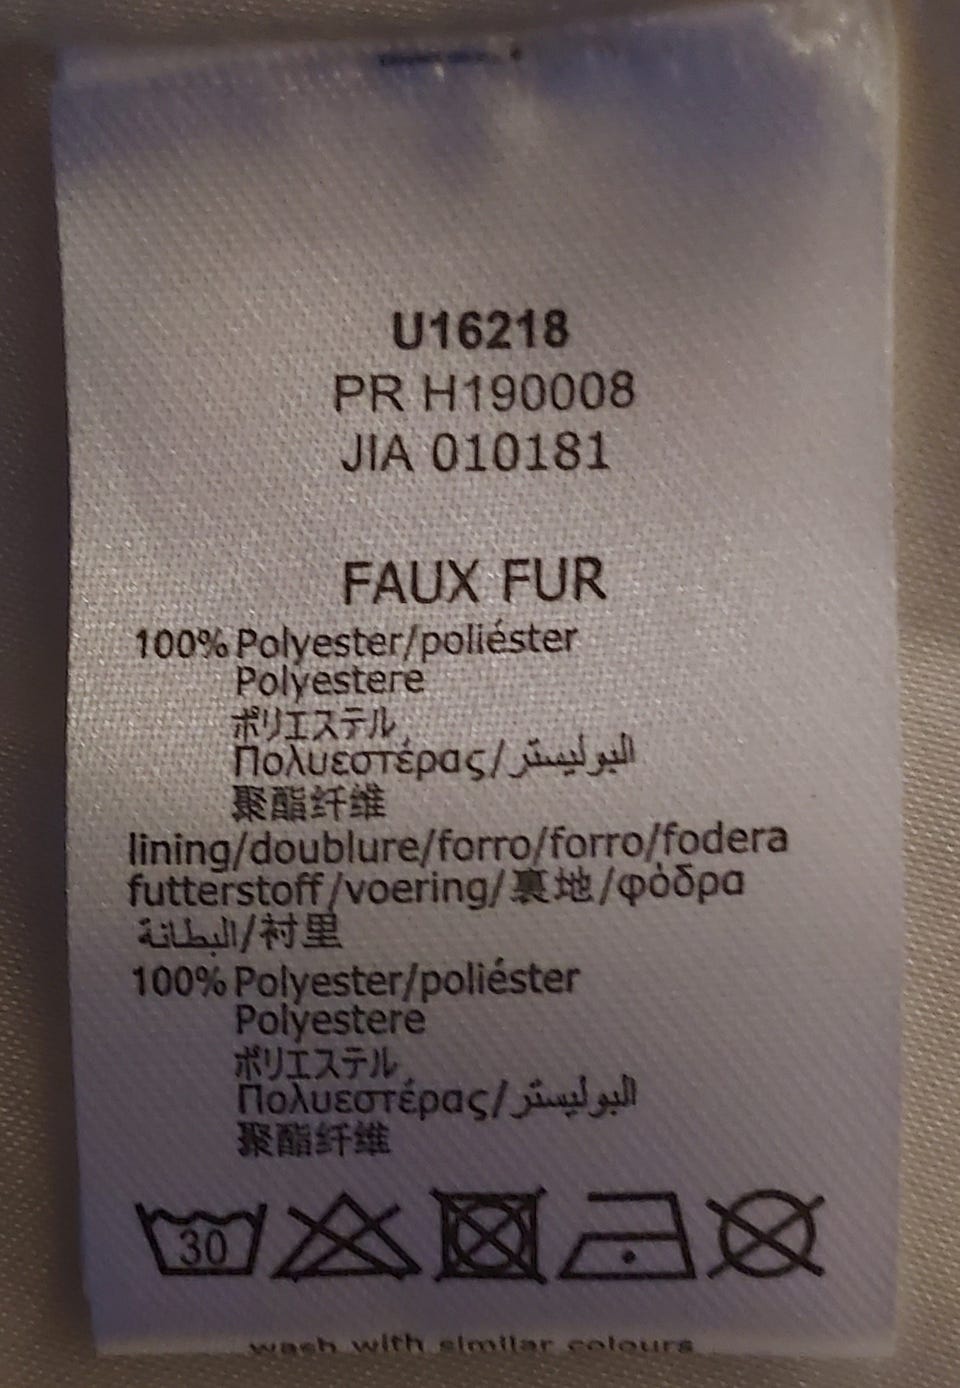 U16218
PR H190008
JIA 010181
FAUX FUR
100% Polyester/poliéster
Polyestere
ポリエステル
Πολυεστέρας/البوليستر
聚酯纤维
lining/doublure/forro/forro/fodera
futterstoff/voering/裏地/φόδρα
البطانة/衬里
100% Polyester/poliéster
Polyestere
ポリエステル
Πολυεστέρας/البوليستر
聚酯纤维
30
wash with similar colours